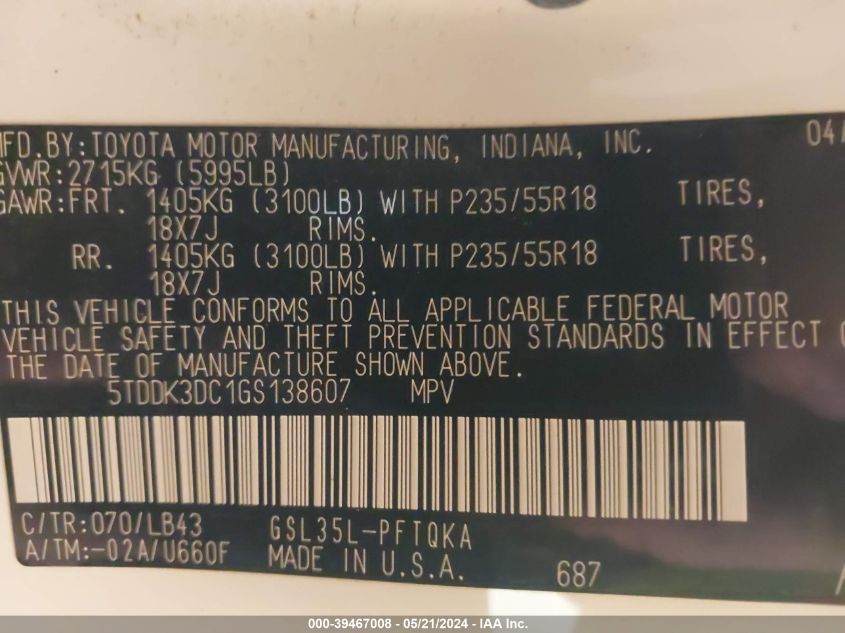 MFD.BY:TOYOTA MOTOR MANUFACTURING, INDIANA, INC. 04/
GVWR:2715KG (5995LB)
GAWR:FRT. 1405KG (3100LB) WITH P235/55R18 TIRES,
18X7J RIMS.
RR. 1405KG (3100LB) WITH P235/55R18 TIRES,
18X7J RIMS.
THIS VEHICLE CONFORMS TO ALL APPLICABLE FEDERAL MOTOR
VEHICLE SAFETY AND THEFT PREVENTION STANDARDS IN EFFECT
THE DATE OF MANUFACTURE SHOWN ABOVE.
5TDDK3DC1GS138607 MPV
C/TR:070/LB43 GSL35L-PFTQKA
A/TM:-02A/U660F MADE IN U.S.A. 687
000-39467008 - 05/21/2024 - IAA Inc.